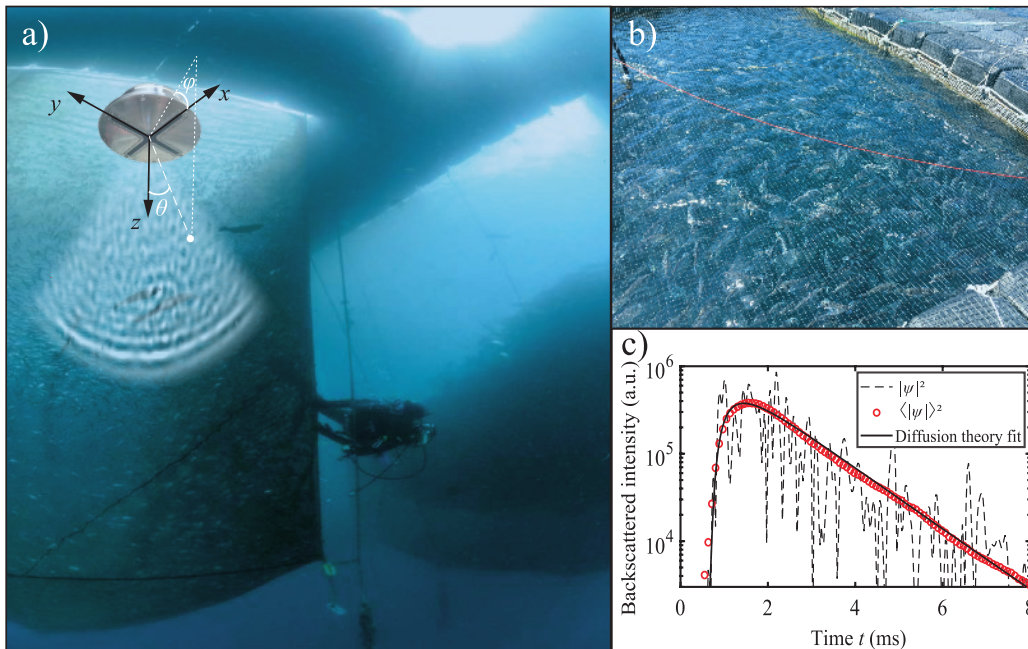 a)
φ
x
y
θ
z
b)
c)
Backscattered intensity (a.u.)
10⁶
10⁵
10⁴
|ψ|²
⟨|ψ|⟩²
Diffusion theory fit
0 2 4 6 8
Time t (ms)